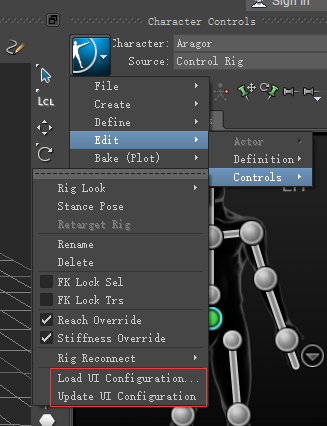 Sign in
Character Controls
Character: Aragor
Source: Control Rig
LCL
File
Create
Define
Edit
Bake (Plot)
Actor
Definition
Controls
Rig Look
Stance Pose
Retarget Rig
Rename
Delete
FK Lock Sel
FK Lock Trs
Reach Override
Stiffness Override
Rig Reconnect
Load UI Configuration...
Update UI Configuration